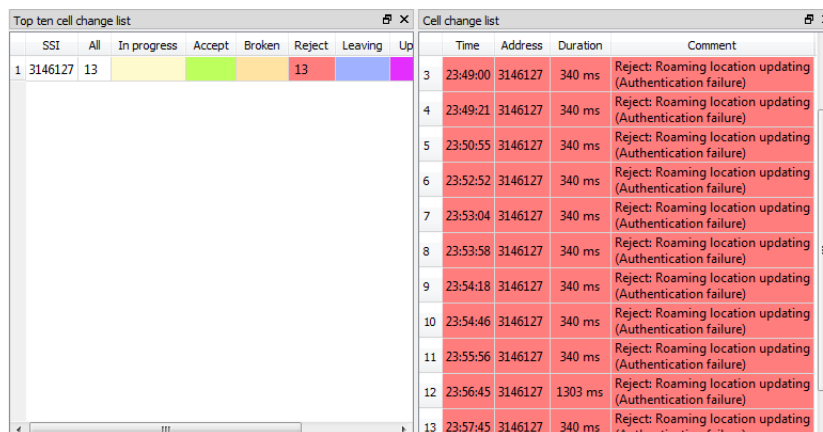 Top ten cell change list
SSI All In progress Accept Broken Reject Leaving Up
1 3146127 13 13
Cell change list
Time Address Duration Comment
3 23:49:00 3146127 340 ms Reject: Roaming location updating
(Authentication failure)
4 23:49:21 3146127 340 ms Reject: Roaming location updating
(Authentication failure)
5 23:50:55 3146127 340 ms Reject: Roaming location updating
(Authentication failure)
6 23:52:52 3146127 340 ms Reject: Roaming location updating
(Authentication failure)
7 23:53:04 3146127 340 ms Reject: Roaming location updating
(Authentication failure)
8 23:53:58 3146127 340 ms Reject: Roaming location updating
(Authentication failure)
9 23:54:18 3146127 340 ms Reject: Roaming location updating
(Authentication failure)
10 23:54:46 3146127 340 ms Reject: Roaming location updating
(Authentication failure)
11 23:55:56 3146127 340 ms Reject: Roaming location updating
(Authentication failure)
12 23:56:45 3146127 1303 ms Reject: Roaming location updating
(Authentication failure)
13 23:57:45 3146127 340 ms Reject: Roaming location updating
(Authentication failure)